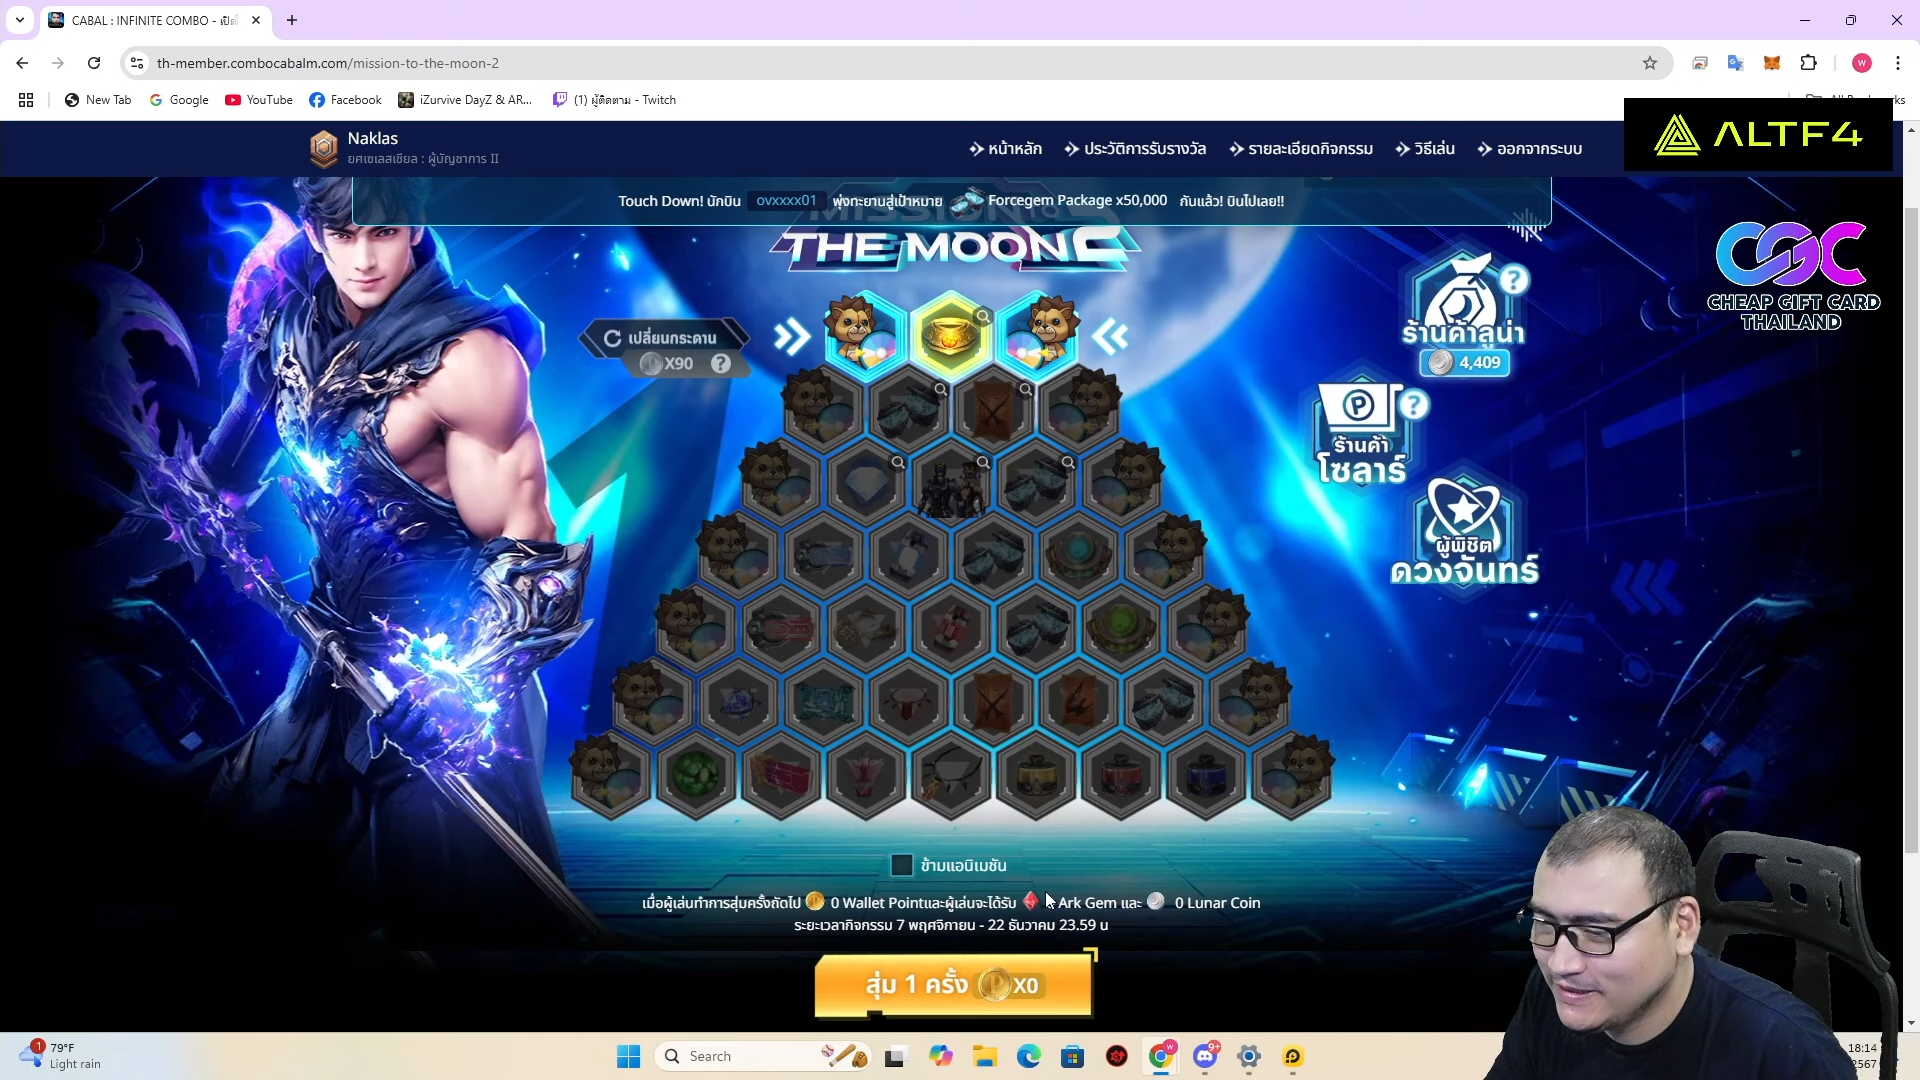 CABAL : INFINITE COMBO - เปิดใ
th-member.combocabalm.com/mission-to-the-moon-2
W
New Tab
Google
YouTube
Facebook
iZurvive DayZ & AR...
(1) ผู้ติดตาม - Twitch
ALTF4
Naklas
ยศเซเลสเชียล : ผู้บัญชาการ II
หน้าหลัก
ประวัติการรับรางวัล
รายละเอียดกิจกรรม
วิธีเล่น
ออกจากระบบ
Touch Down! นักบิน ovxxxx01 พุ่งทะยานสู่เป้าหมาย Forcegem Package x50,000 กันแล้ว! บินไปเลย!!
MISSION TO
THE MOON 2
CGC
CHEAP GIFT CARD
THAILAND
เปลี่ยนกระดาน
X90 ?
?
ร้านค้าลูน่า
4,409
P ?
ร้านค้า
โซลาร์
ผู้พิชิต
ดวงจันทร์
ข้ามแอนิเมชัน
เมื่อผู้เล่นทำการสุ่มครั้งถัดไป 0 Wallet Pointและผู้เล่นจะได้รับ Ark Gem และ 0 Lunar Coin
ระยะเวลากิจกรรม 7 พฤศจิกายน - 22 ธันวาคม 23.59 น
สุ่ม 1 ครั้ง P X0
1
79°F
Light rain
Search
W
9+
18:14
2567